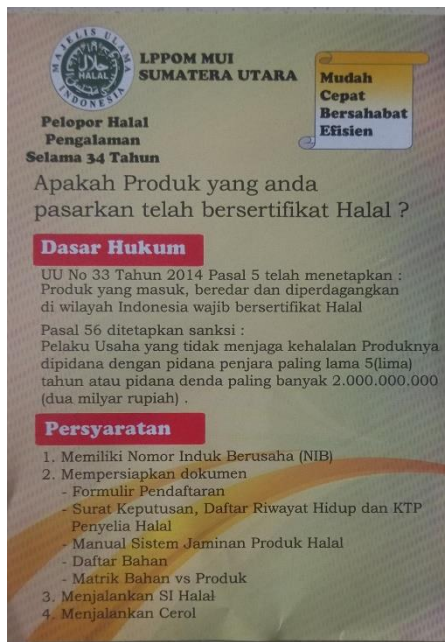 MAJELIS ULAMA
INDONESIA
حلال
HALAL
LPPOM MUI
SUMATERA UTARA
Mudah
Cepat
Bersahabat
Efisien
Pelopor Halal
Pengalaman
Selama 34 Tahun
Apakah Produk yang anda
pasarkan telah bersertifikat Halal ?
Dasar Hukum
UU No 33 Tahun 2014 Pasal 5 telah menetapkan :
Produk yang masuk, beredar dan diperdagangkan
di wilayah Indonesia wajib bersertifikat Halal
Pasal 56 ditetapkan sanksi :
Pelaku Usaha yang tidak menjaga kehalalan Produknya
dipidana dengan pidana penjara paling lama 5(lima)
tahun atau pidana denda paling banyak 2.000.000.000
(dua milyar rupiah) .
Persyaratan
1. Memiliki Nomor Induk Berusaha (NIB)
2. Mempersiapkan dokumen
- Formulir Pendaftaran
- Surat Keputusan, Daftar Riwayat Hidup dan KTP
Penyelia Halal
- Manual Sistem Jaminan Produk Halal
- Daftar Bahan
- Matrik Bahan vs Produk
3. Menjalankan SI Halal
4. Menjalankan Cerol